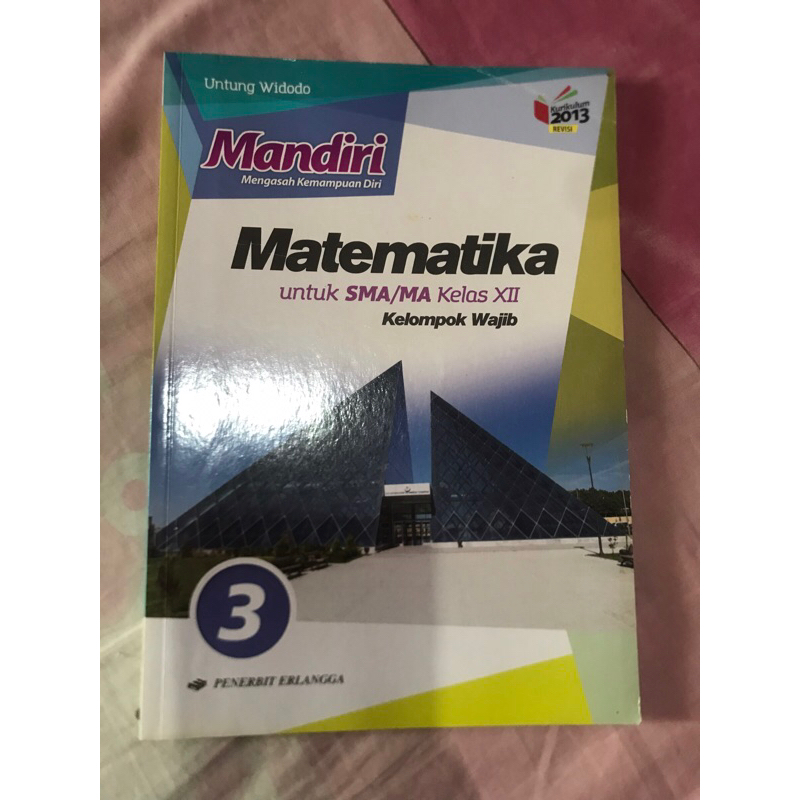 Untung Widodo
Kurikulum
2013
REVISI
Mandiri
Mengasah Kemampuan Diri
Matematika
untuk SMA/MA Kelas XII
Kelompok Wajib
3
PENERBIT ERLANGGA